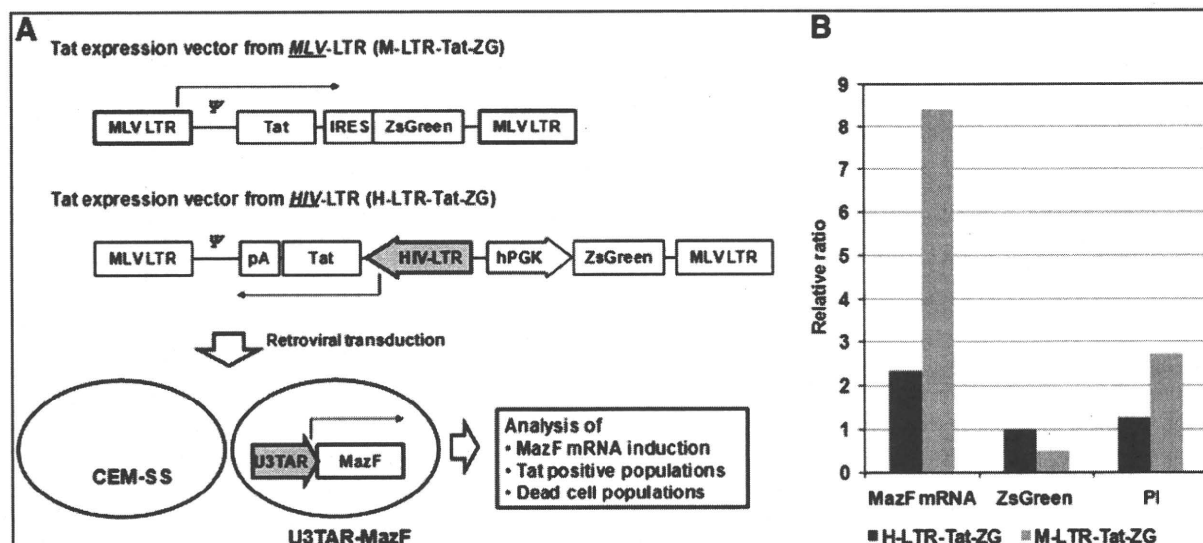 A
Tat expression vector from MLV-LTR (M-LTR-Tat-ZG)
Ψ
MLV LTR Tat IRES ZsGreen MLV LTR
Tat expression vector from HIV-LTR (H-LTR-Tat-ZG)
Ψ
MLV LTR pA Tat HIV-LTR hPGK ZsGreen MLV LTR
Retroviral transduction
CEM-SS
U3TAR MazF
U3TAR-MazF
Analysis of
• MazF mRNA induction
• Tat positive populations
• Dead cell populations
B
Relative ratio
9
8
7
6
5
4
3
2
1
0
MazF mRNA ZsGreen PI
H-LTR-Tat-ZG M-LTR-Tat-ZG